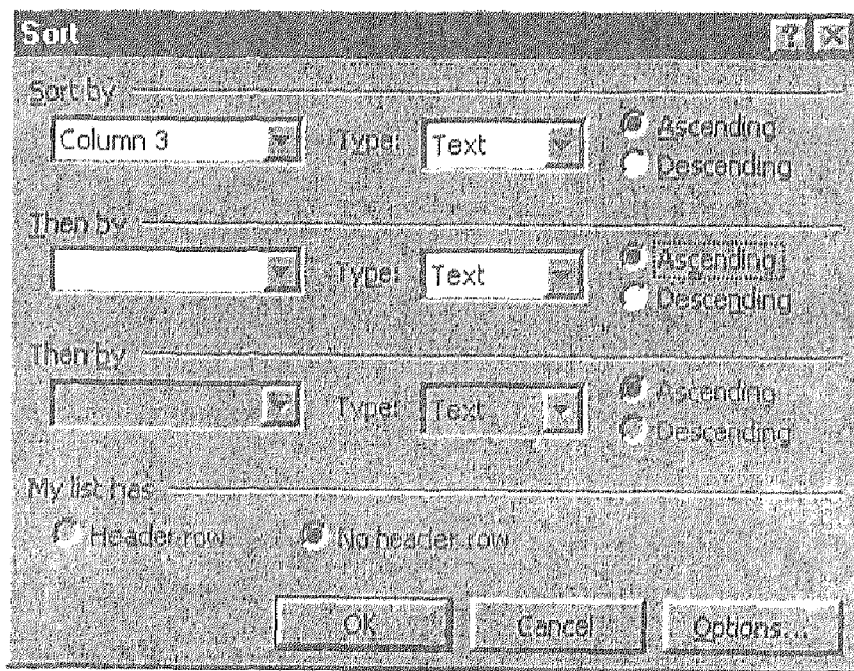 Sort
Sort by
Column 3 Type: Text Ascending
Descending
Then by
Type: Text Ascending
Descending
Then by
Type: Text Ascending
Descending
My list has
Header row No header row
OK Cancel Options...